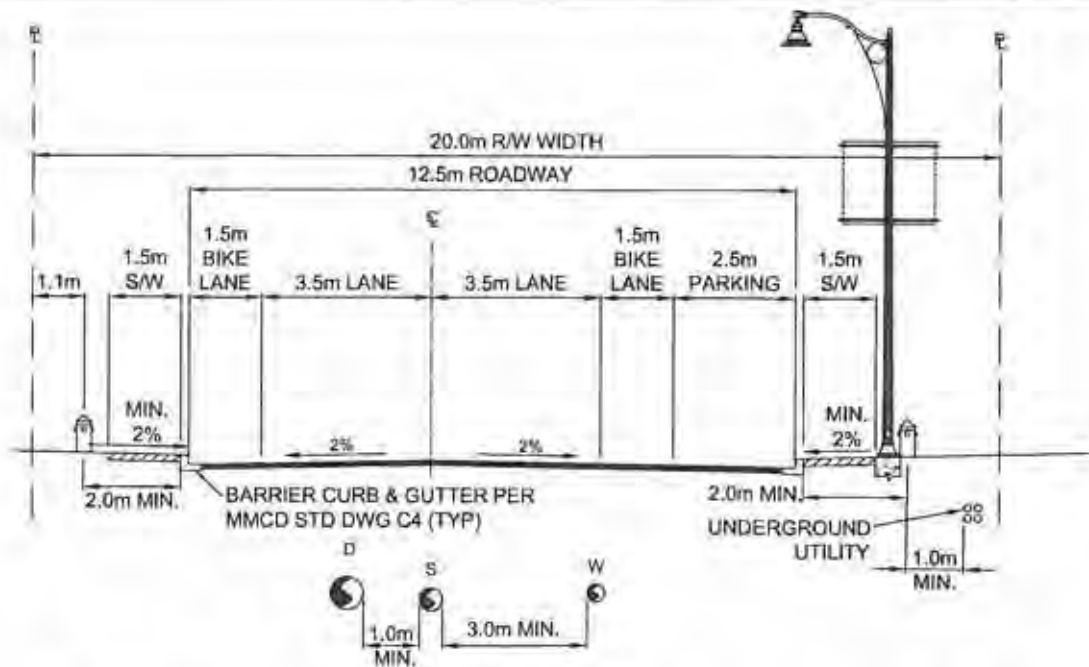 ℄
℄
20.0m R/W WIDTH
12.5m ROADWAY
℄
1.1m
1.5m
S/W
1.5m
BIKE
LANE
3.5m LANE
3.5m LANE
1.5m
BIKE
LANE
2.5m
PARKING
1.5m
S/W
MIN.
2%
2%
2%
MIN.
2%
2.0m MIN.
BARRIER CURB & GUTTER PER
MMCD STD DWG C4 (TYP)
2.0m MIN.
UNDERGROUND
UTILITY
1.0m
MIN.
D
S
W
1.0m
MIN.
3.0m MIN.